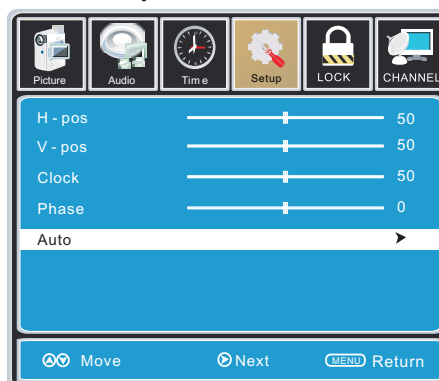 Picture Audio Time Setup LOCK CHANNEL
H - pos 50
V - pos 50
Clock 50
Phase 0
Auto
Move Next MENU Return